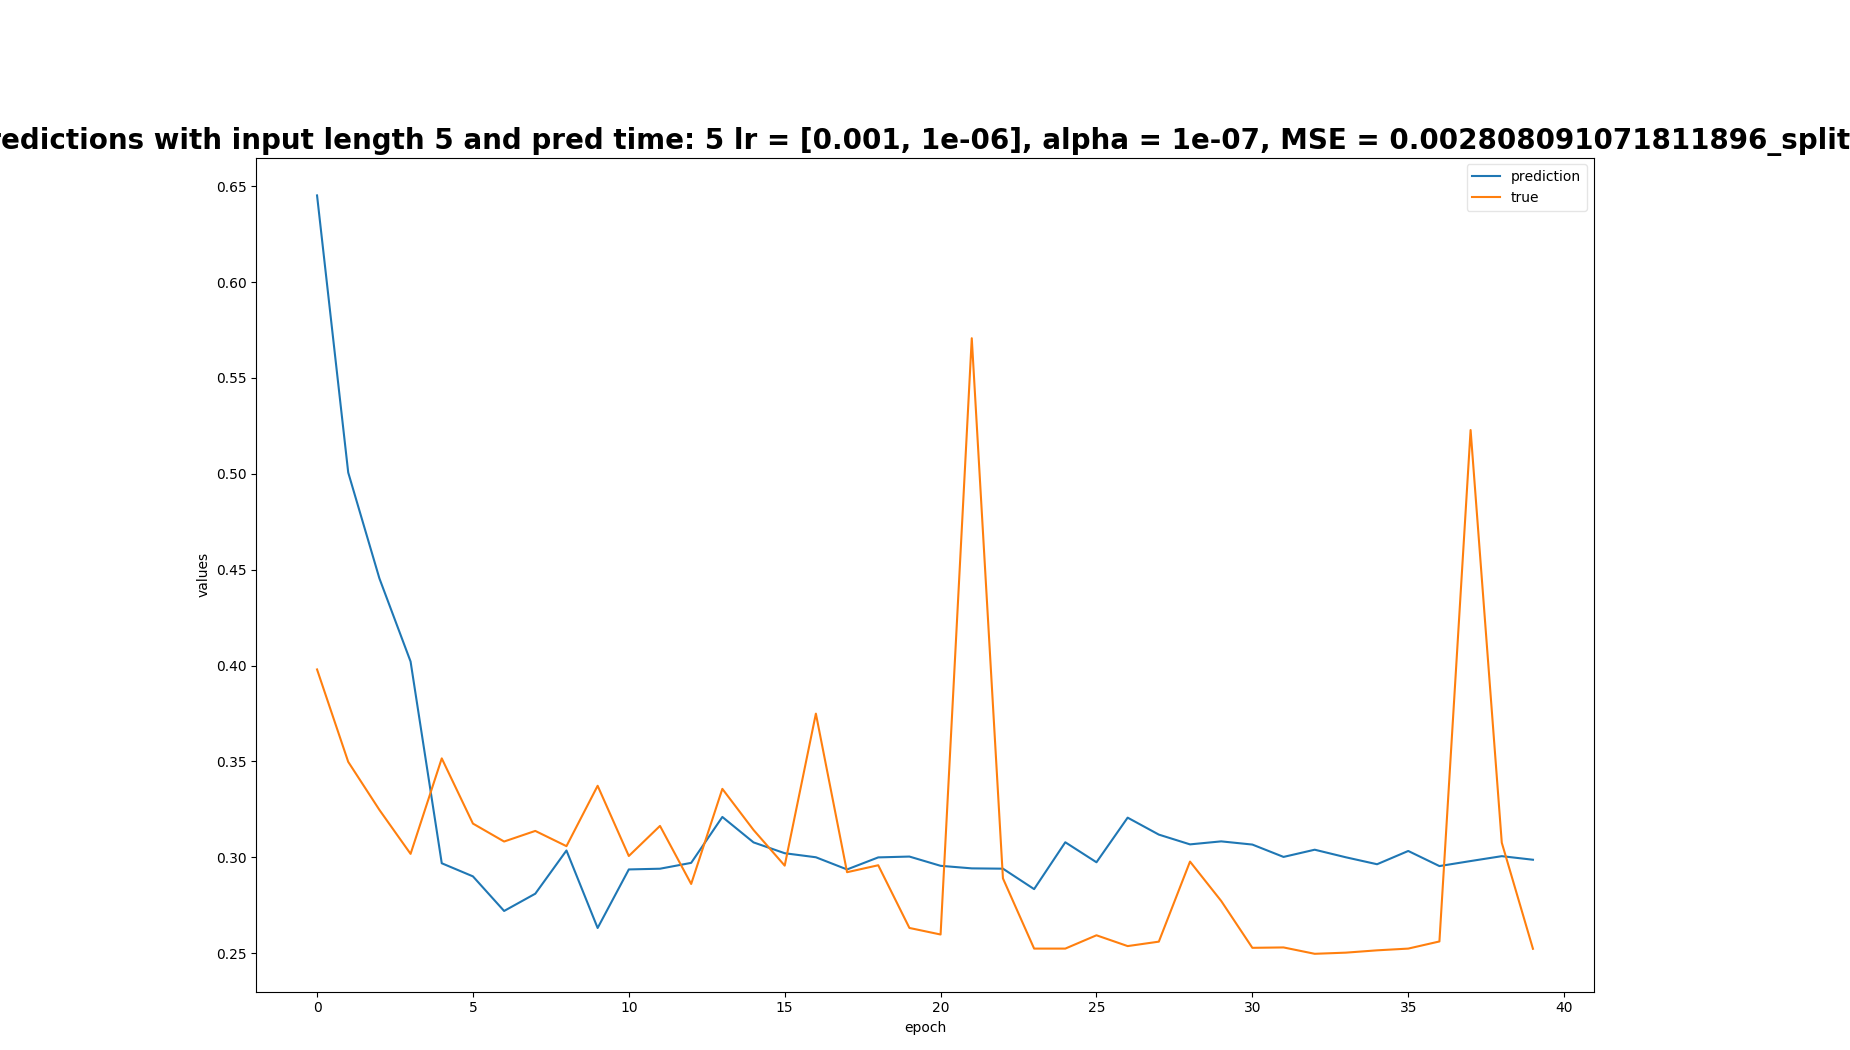 redictions with input length 5 and pred time: 5 lr = [0.001, 1e-06], alpha = 1e-07, MSE = 0.002808091071811896_split
prediction
true
0.65
0.60
0.55
0.50
0.45
0.40
0.35
0.30
0.25
values
0 5 10 15 20 25 30 35 40
epoch